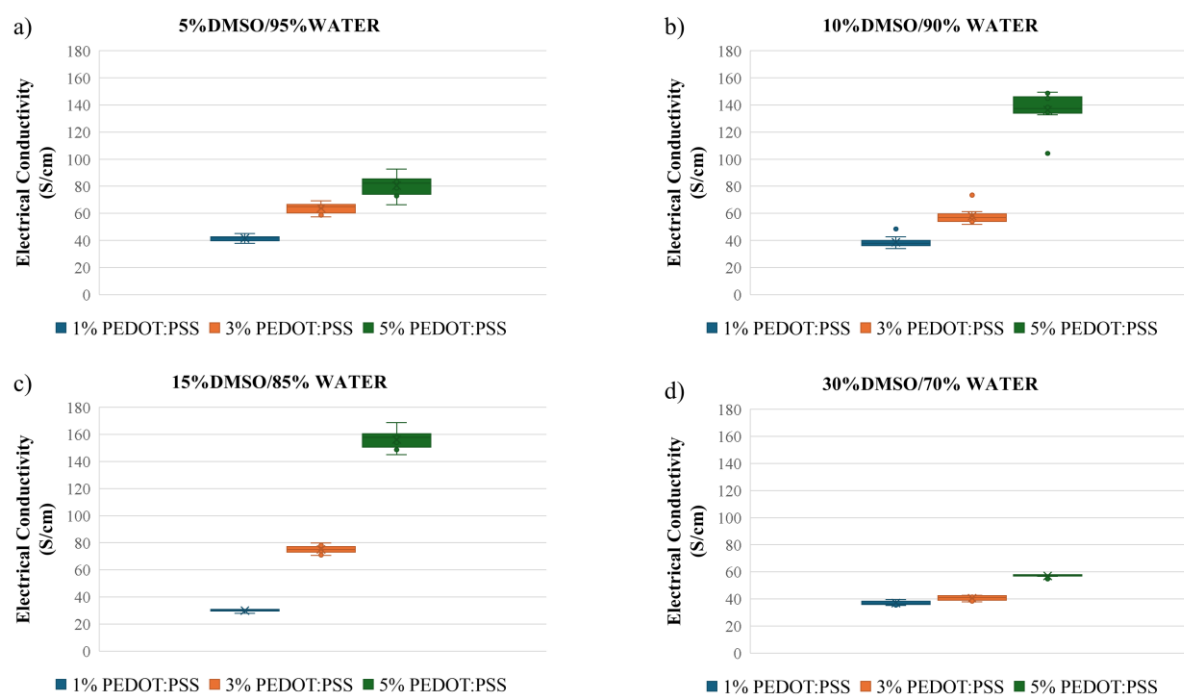 a)
5%DMSO/95%WATER
Electrical Conductivity
(S/cm)
180
160
140
120
100
80
60
40
20
0
1% PEDOT:PSS 3% PEDOT:PSS 5% PEDOT:PSS
b)
10%DMSO/90% WATER
Electrical Conductivity
(S/cm)
180
160
140
120
100
80
60
40
20
0
1% PEDOT:PSS 3% PEDOT:PSS 5% PEDOT:PSS
c)
15%DMSO/85% WATER
Electrical Conductivity
(S/cm)
180
160
140
120
100
80
60
40
20
0
1% PEDOT:PSS 3% PEDOT:PSS 5% PEDOT:PSS
d)
30%DMSO/70% WATER
Electrical Conductivity
(S/cm)
180
160
140
120
100
80
60
40
20
0
1% PEDOT:PSS 3% PEDOT:PSS 5% PEDOT:PSS